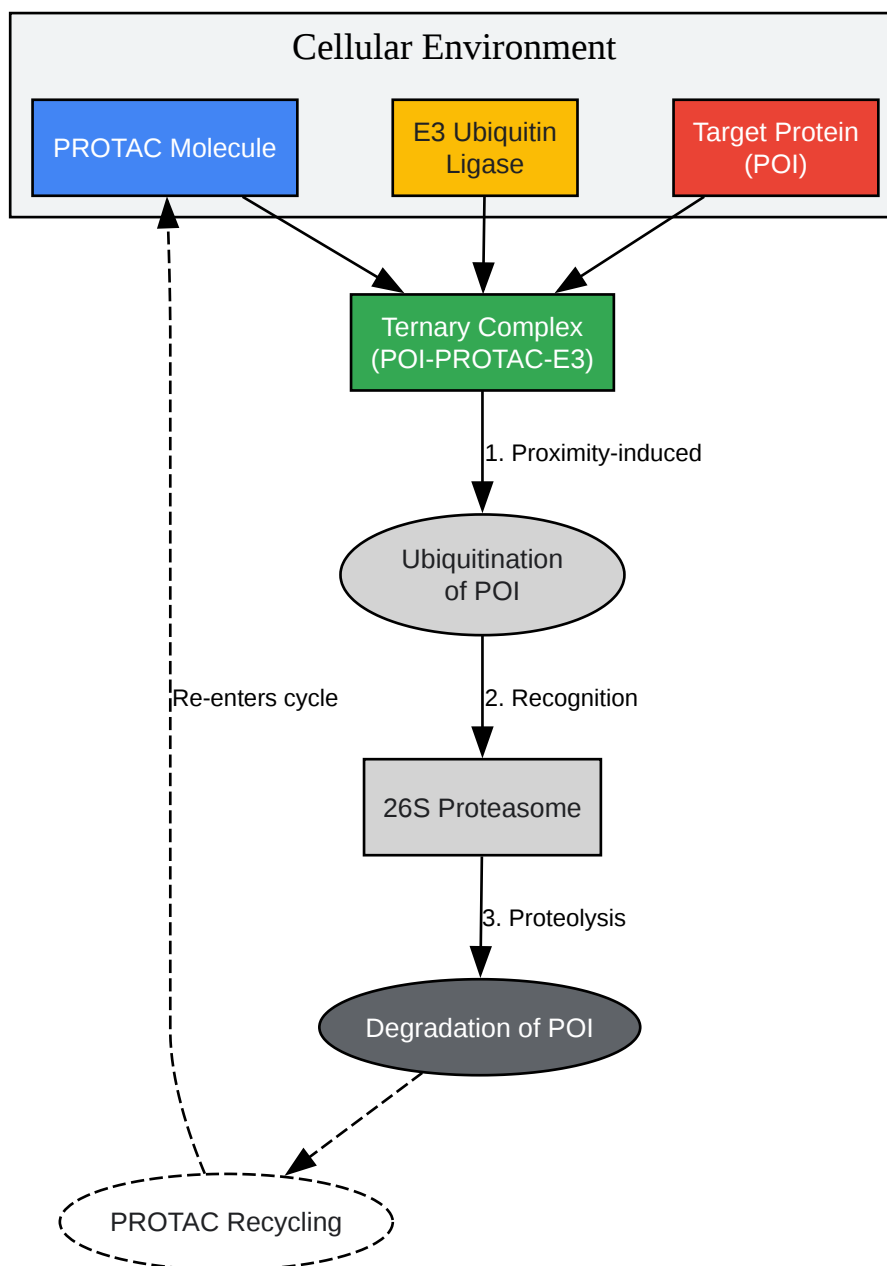 Cellular Environment
PROTAC Molecule
E3 Ubiquitin
Ligase
Target Protein
(POI)
Ternary Complex
(POI-PROTAC-E3)
1. Proximity-induced
Ubiquitination
of POI
Re-enters cycle
2. Recognition
26S Proteasome
3. Proteolysis
Degradation of POI
PROTAC Recycling